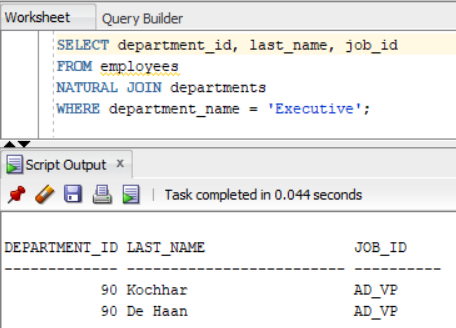 Worksheet Query Builder
SELECT department_id, last_name, job_id
FROM employees
NATURAL JOIN departments
WHERE department_name = 'Executive';
Script Output x
Task completed in 0.044 seconds
DEPARTMENT_ID LAST_NAME JOB_ID
------------- ------------------------- ----------
90 Kochhar AD_VP
90 De Haan AD_VP